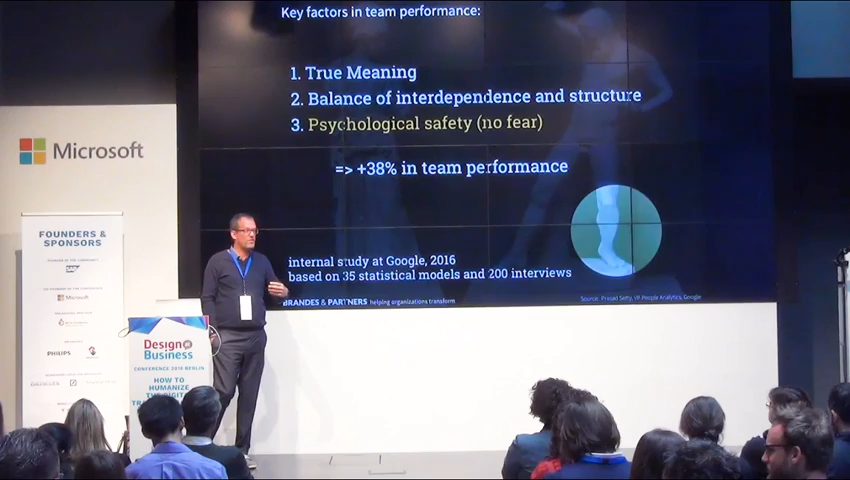 Key factors in team performance:
1. True Meaning
2. Balance of interdependence and structure
3. Psychological safety (no fear)
=> +38% in team performance
internal study at Google, 2016
based on 35 statistical models and 200 interviews
BRANDES & PARTNERS helping organizations transform
Source: Prasad Setty, VP People Analytics, Google
Microsoft
FOUNDERS &
SPONSORS
SAP
Microsoft
PHILIPS
Design
Business
CONFERENCE 2016 BERLIN
HOW TO
HUMANIZE